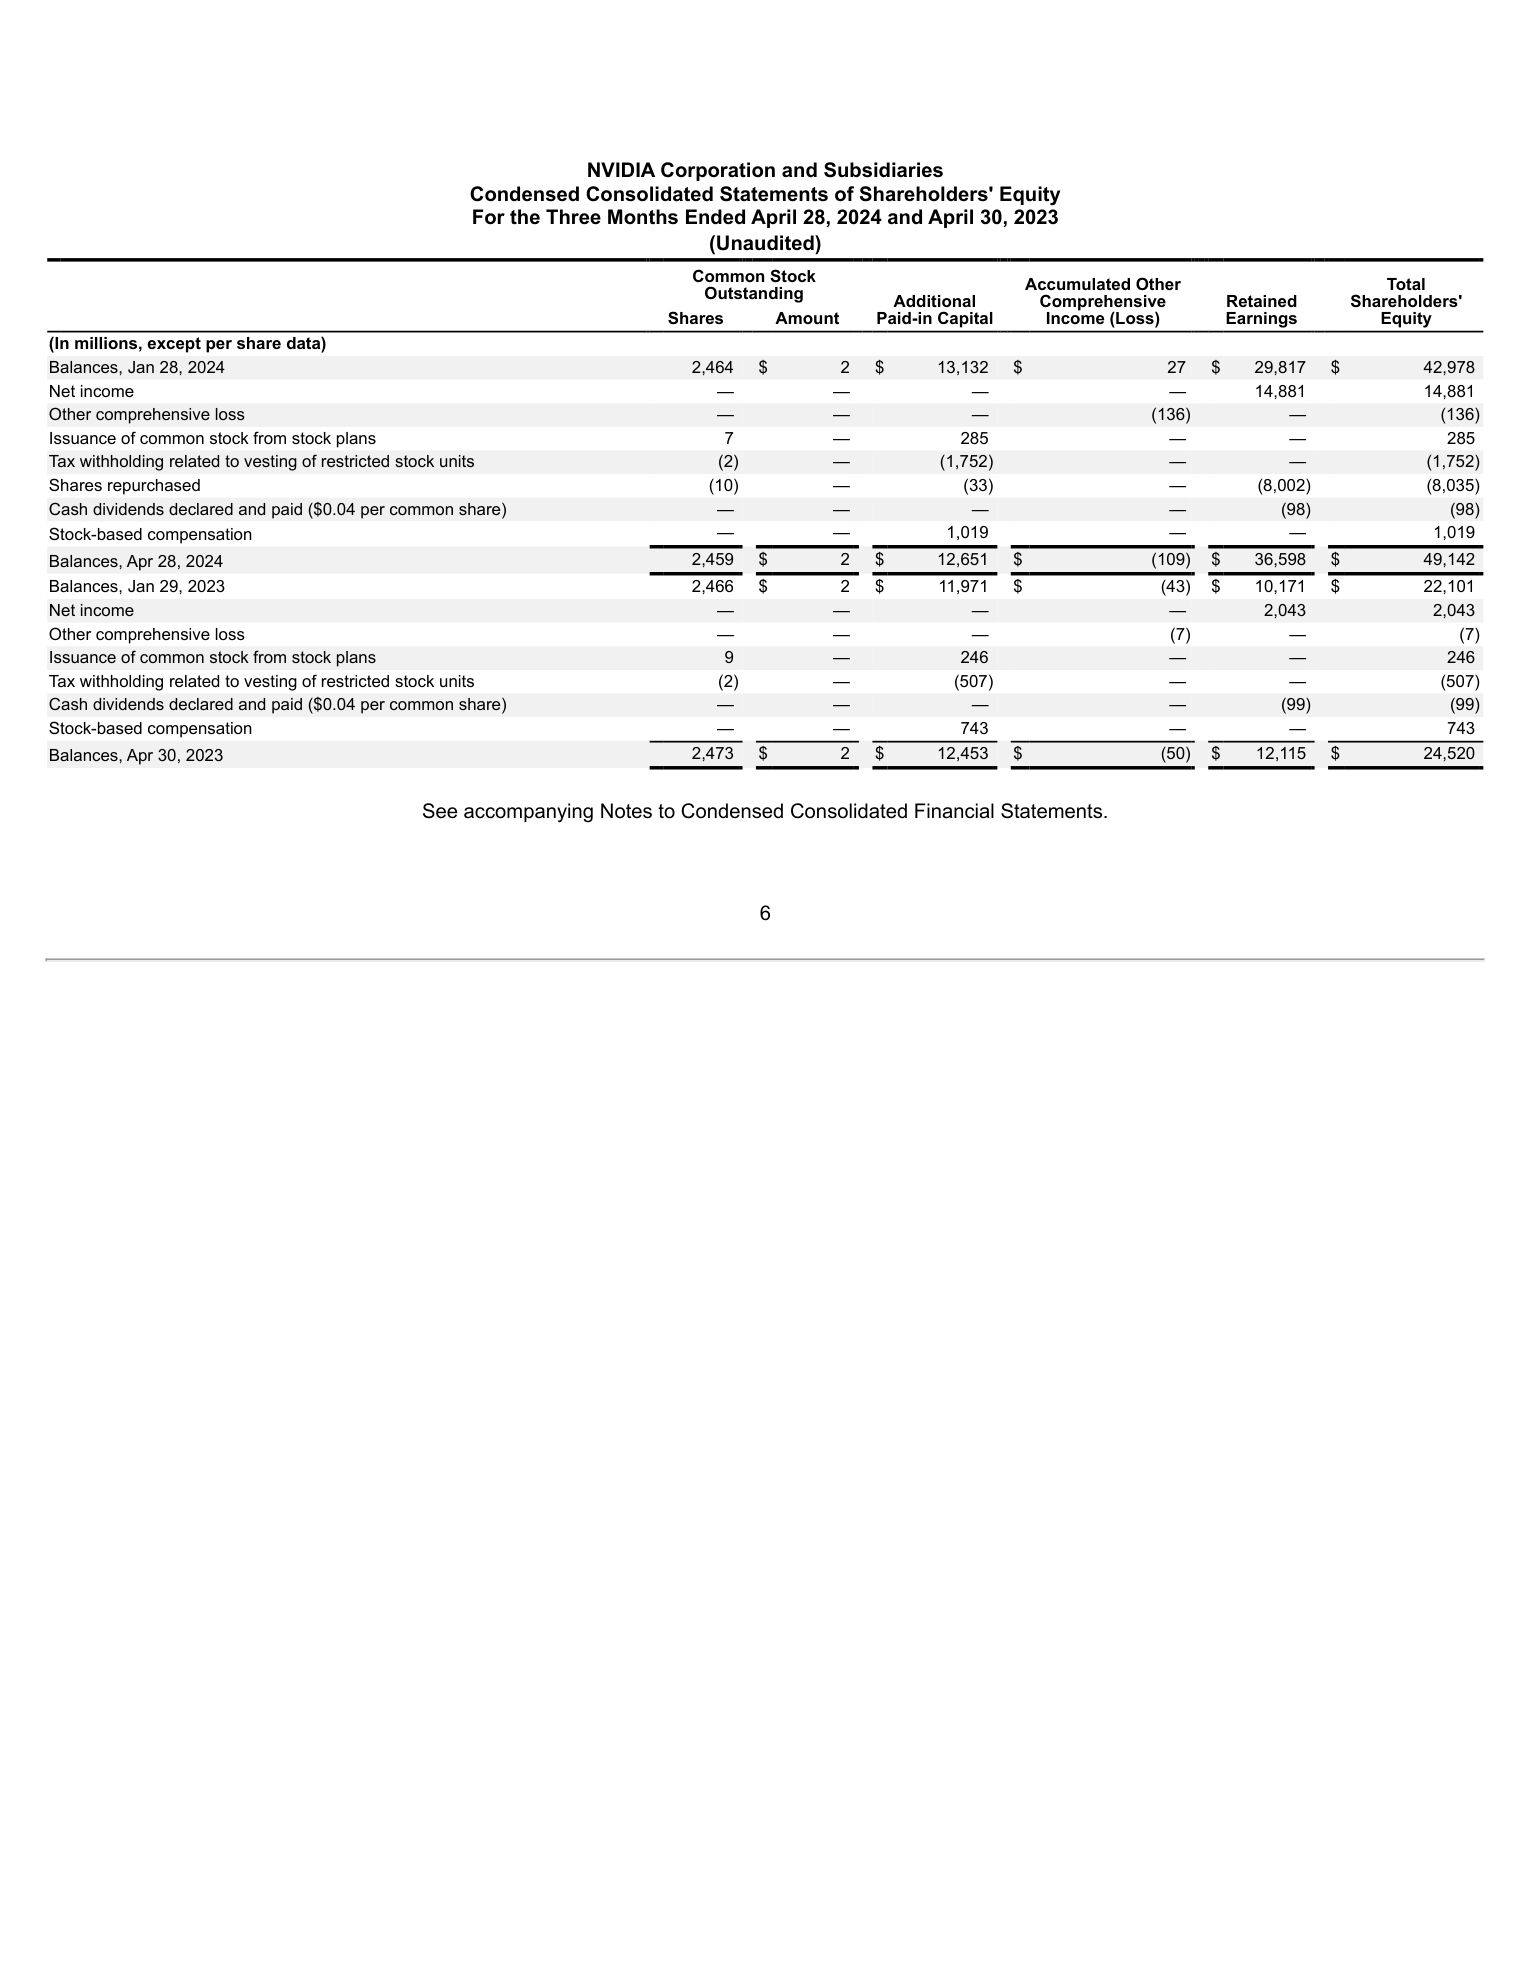 NVIDIA Corporation and Subsidiaries
Condensed Consolidated Statements of Shareholders' Equity
For the Three Months Ended April 28, 2024 and April 30, 2023
(Unaudited)
Common Stock Outstanding Additional Paid-in Capital Accumulated Other Comprehensive Income (Loss) Retained Earnings Total Shareholders' Equity
Shares Amount
(In millions, except per share data)
Balances, Jan 28, 2024 2,464 $ 2 $ 13,132 $ 27 $ 29,817 $ 42,978
Net income — — — — 14,881 14,881
Other comprehensive loss — — — (136) — (136)
Issuance of common stock from stock plans 7 — 285 — — 285
Tax withholding related to vesting of restricted stock units (2) — (1,752) — — (1,752)
Shares repurchased (10) — (33) — (8,002) (8,035)
Cash dividends declared and paid ($0.04 per common share) — — — — (98) (98)
Stock-based compensation — — 1,019 — — 1,019
Balances, Apr 28, 2024 2,459 $ 2 $ 12,651 $ (109) $ 36,598 $ 49,142
Balances, Jan 29, 2023 2,466 $ 2 $ 11,971 $ (43) $ 10,171 $ 22,101
Net income — — — — 2,043 2,043
Other comprehensive loss — — — (7) — (7)
Issuance of common stock from stock plans 9 — 246 — — 246
Tax withholding related to vesting of restricted stock units (2) — (507) — — (507)
Cash dividends declared and paid ($0.04 per common share) — — — — (99) (99)
Stock-based compensation — — 743 — — 743
Balances, Apr 30, 2023 2,473 $ 2 $ 12,453 $ (50) $ 12,115 $ 24,520
See accompanying Notes to Condensed Consolidated Financial Statements.
6